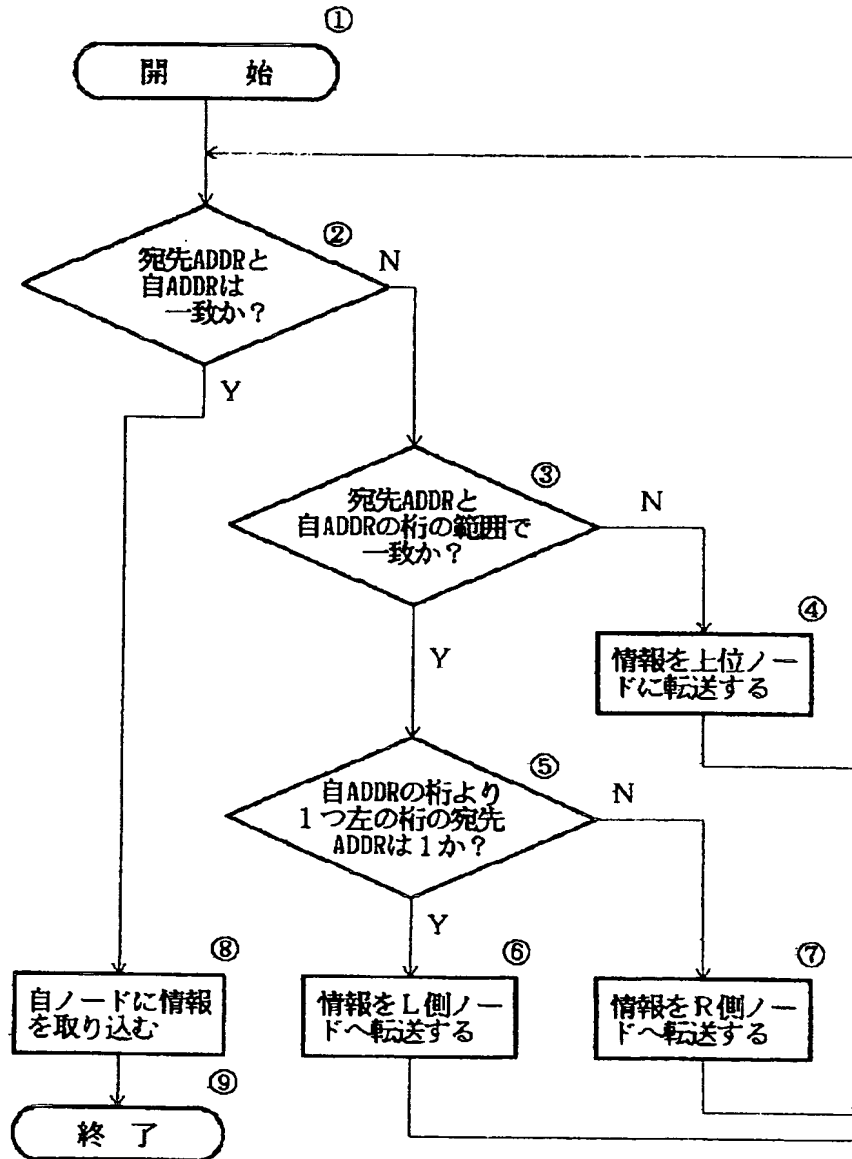 ①
開 始
②
宛先ADDRと
自ADDRは
一致か？
N
Y
③
宛先ADDRと
自ADDRの桁の範囲で
一致か？
N
Y
④
情報を上位ノー
ドに転送する
⑤
自ADDRの桁より
1つ左の桁の宛先
ADDRは1か？
N
Y
⑧
自ノードに情報
を取り込む
⑥
情報をL側ノー
ドへ転送する
⑦
情報をR側ノー
ドへ転送する
⑨
終 了